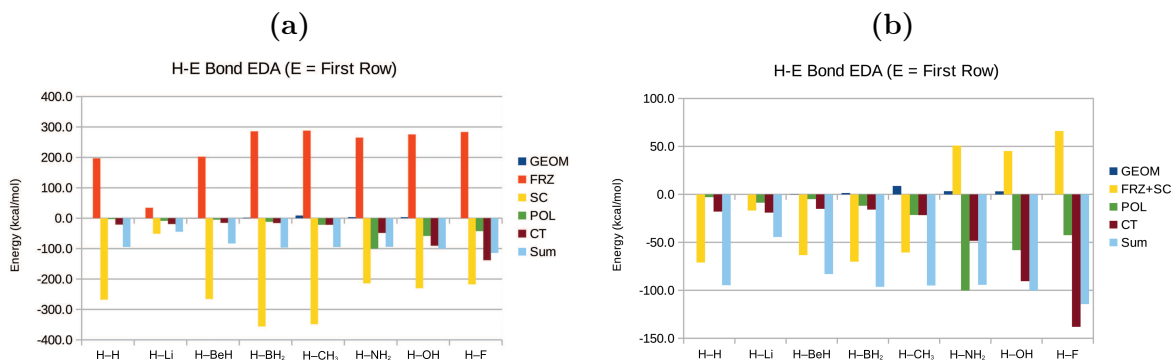 (a)
H-E Bond EDA (E = First Row)
400.0
300.0
200.0
100.0
0.0
-100.0
-200.0
-300.0
-400.0
Energy (kcal/mol)
H–H H–Li H–BeH H–BH₂ H–CH₃ H–NH₂ H–OH H–F
GEOM
FRZ
SC
POL
CT
Sum
(b)
H-E Bond EDA (E = First Row)
100.0
50.0
0.0
-50.0
-100.0
-150.0
Energy (kcal/mol)
H–H H–Li H–BeH H–BH₂ H–CH₃ H–NH₂ H–OH H–F
GEOM
FRZ+SC
POL
CT
Sum